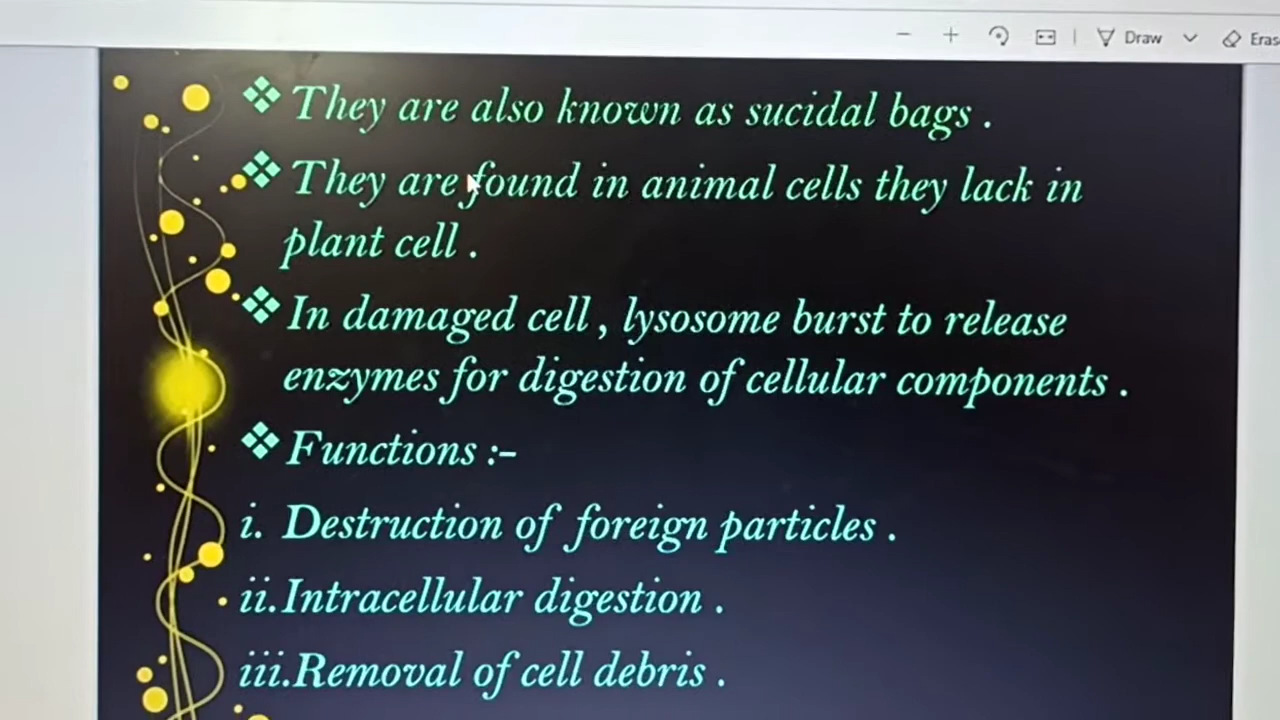 Draw
Eras
They are also known as sucidal bags .
They are found in animal cells they lack in
plant cell .
In damaged cell , lysosome burst to release
enzymes for digestion of cellular components .
Functions :-
i. Destruction of foreign particles .
ii.Intracellular digestion .
iii.Removal of cell debris .